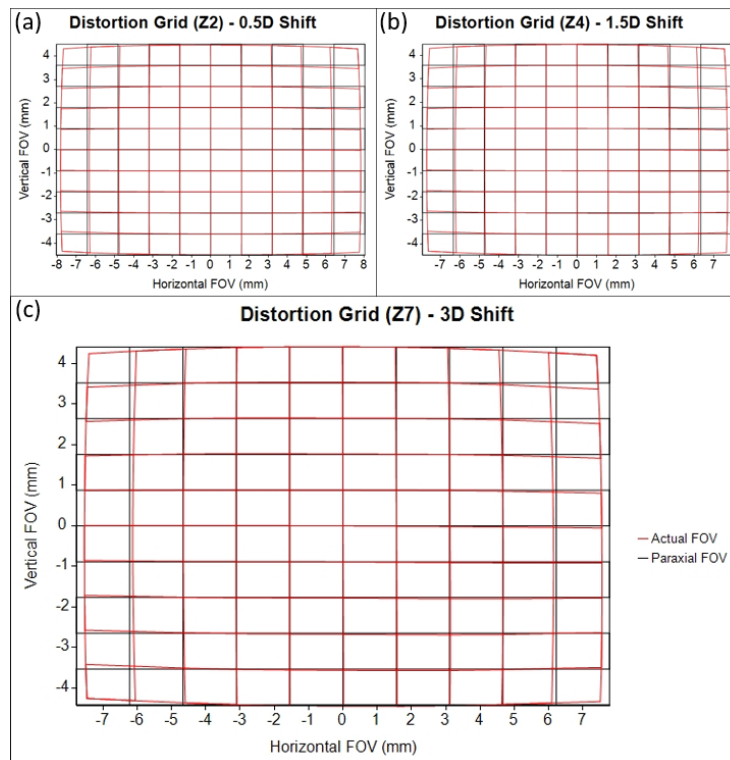 (a)
Distortion Grid (Z2) - 0.5D Shift
4
3
2
1
0
-1
-2
-3
-4
Vertical FOV (mm)
-8 -7 -6 -5 -4 -3 -2 -1 0 1 2 3 4 5 6 7 8
Horizontal FOV (mm)
(b)
Distortion Grid (Z4) - 1.5D Shift
4
3
2
1
0
-1
-2
-3
-4
Vertical FOV (mm)
-7 -6 -5 -4 -3 -2 -1 0 1 2 3 4 5 6 7
Horizontal FOV (mm)
(c)
Distortion Grid (Z7) - 3D Shift
4
3
2
1
0
-1
-2
-3
-4
Vertical FOV (mm)
-7 -6 -5 -4 -3 -2 -1 0 1 2 3 4 5 6 7
Horizontal FOV (mm)
Actual FOV
Paraxial FOV